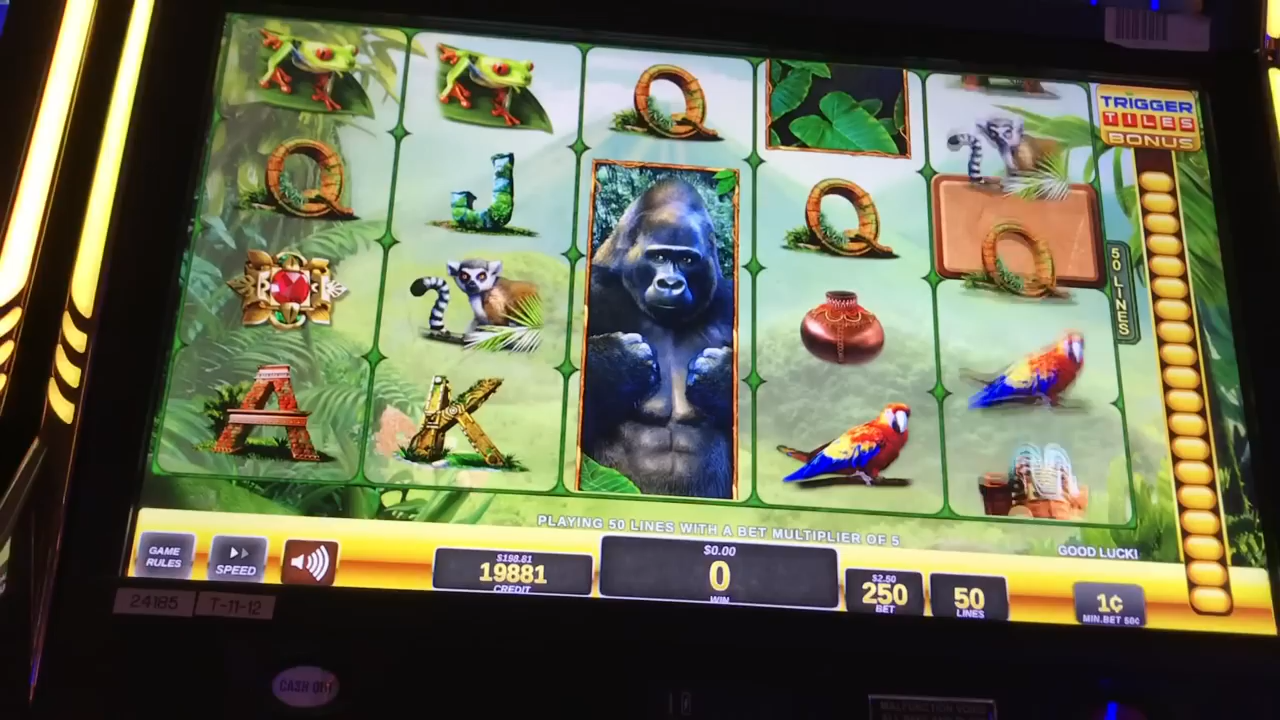 TRIGGER
TILES
BONUS
Q
Q
J
Q
Q
50 LINES
A
K
PLAYING 50 LINES WITH A BET MULTIPLIER OF 5
GOOD LUCK!
GAME
RULES
SPEED
$198.81
19881
CREDIT
$0.00
0
WIN
$2.50
250
BET
50
LINES
1¢
MIN.BET 50¢
24185
T-11-12
CASH OUT